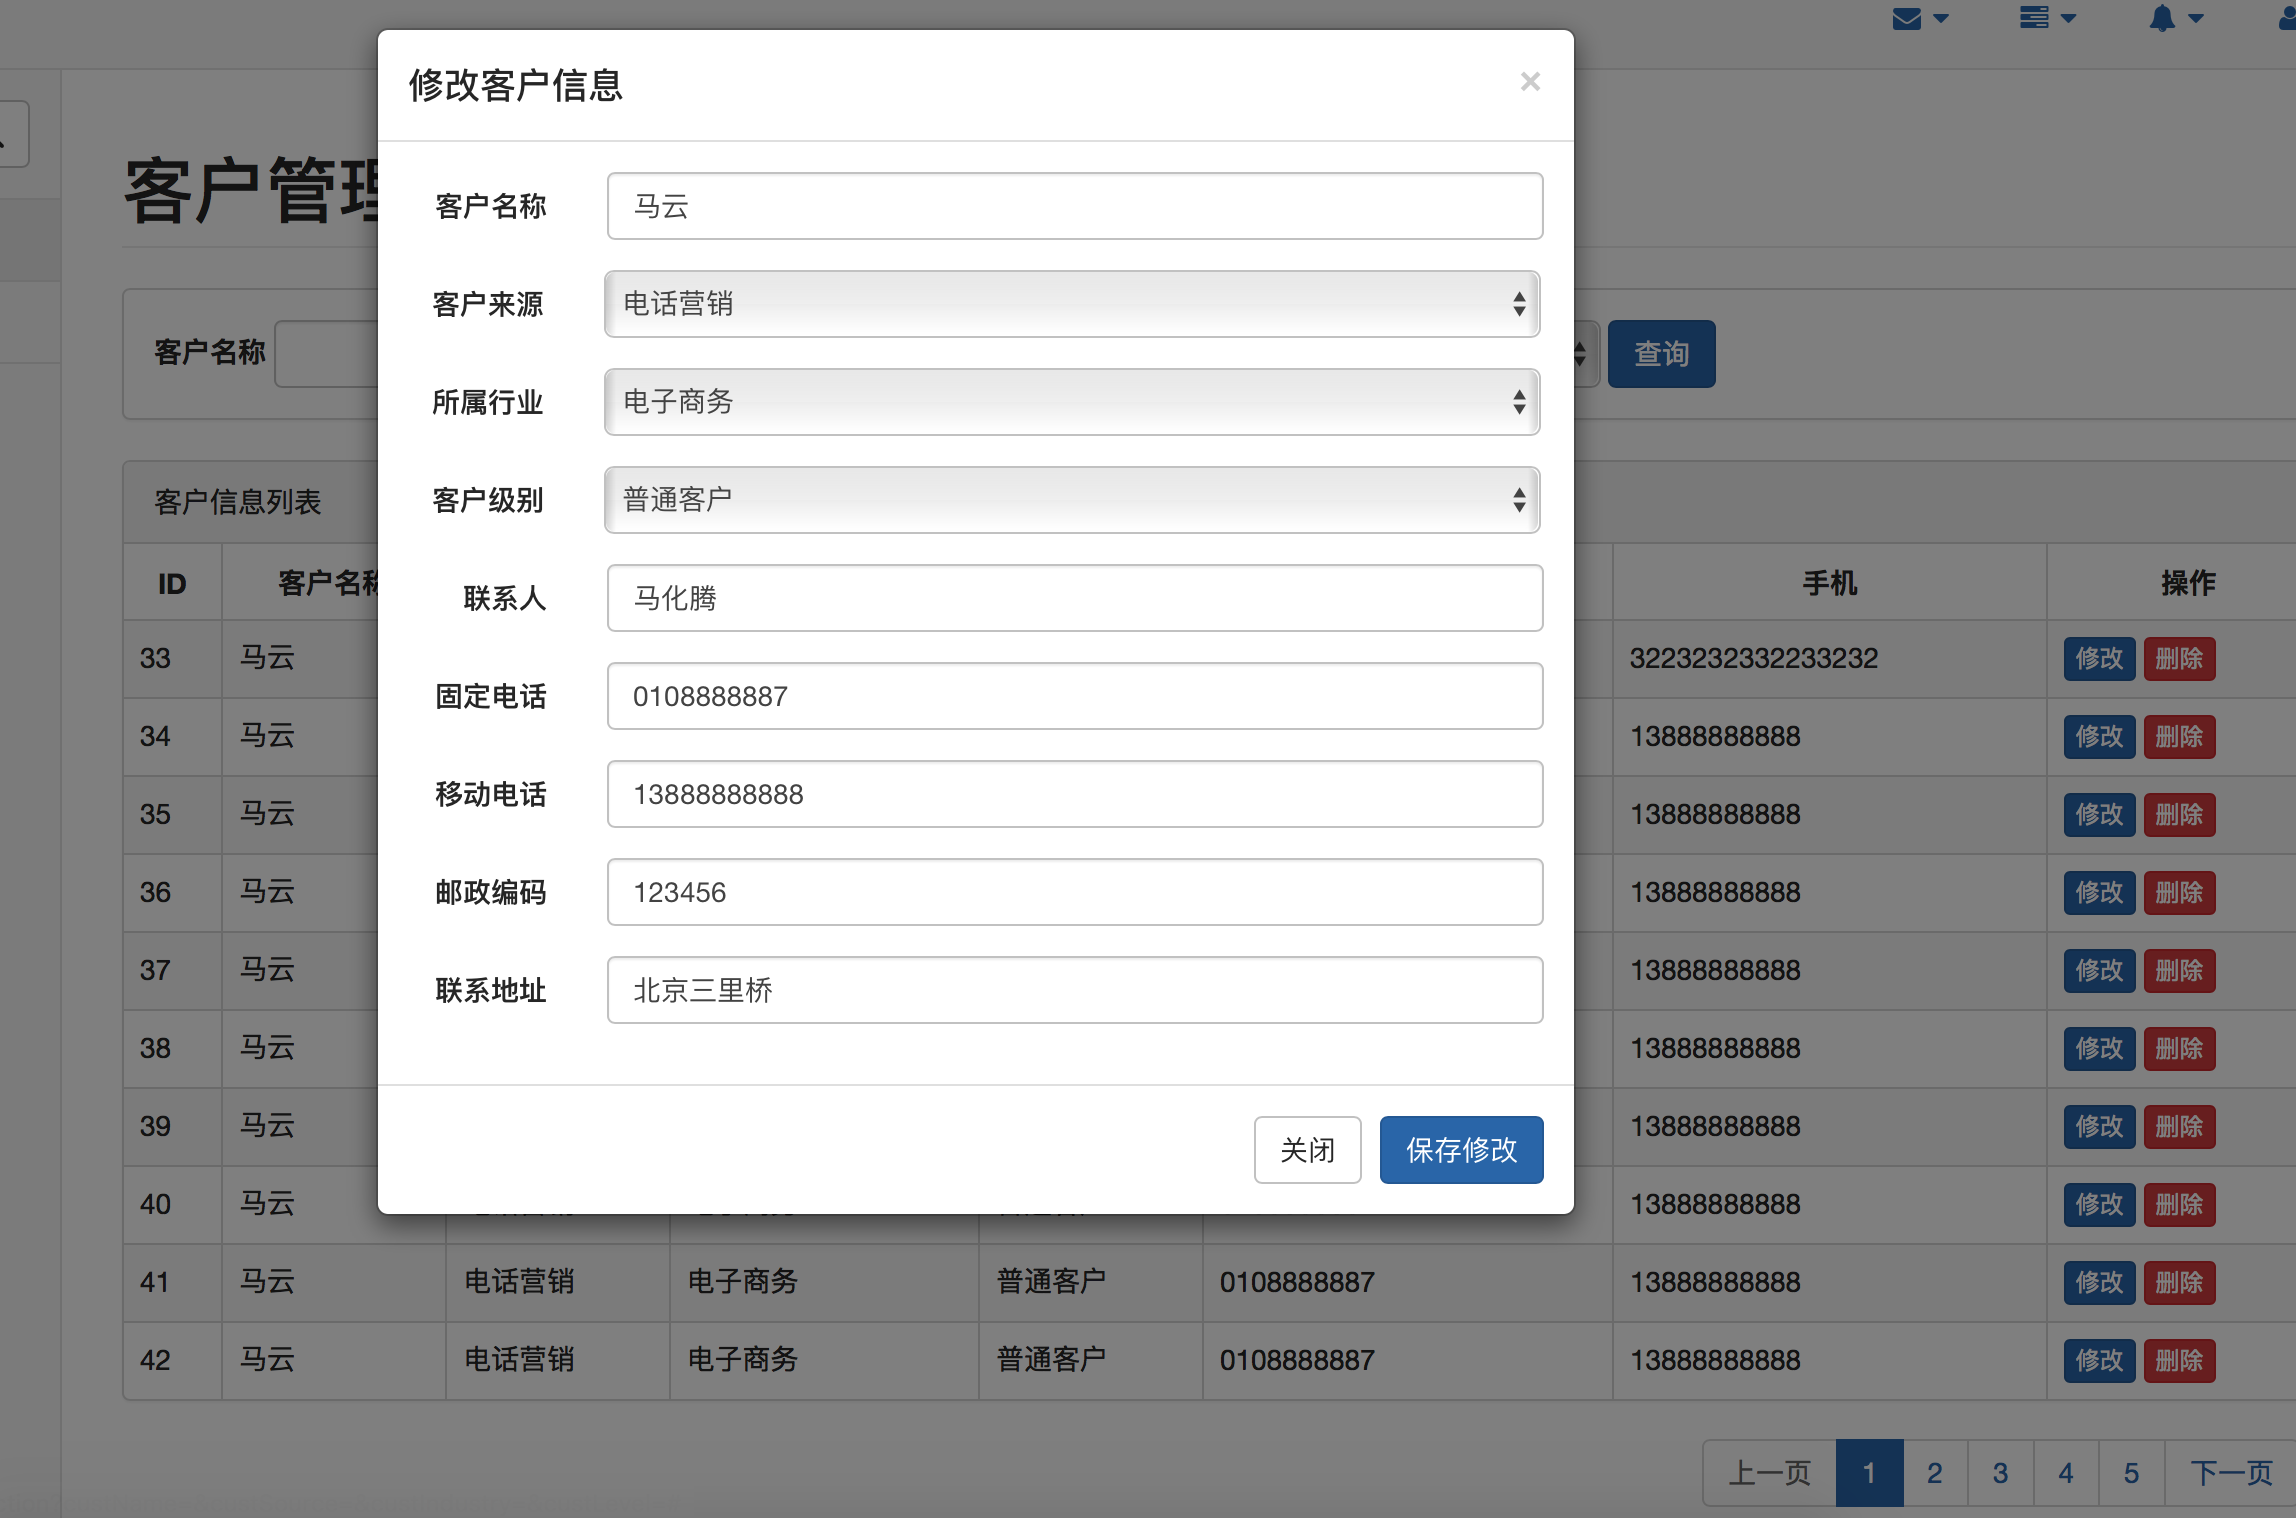 修改客户信息 ×
客户名称 马云
客户来源 电话营销
所属行业 电子商务
客户级别 普通客户
联系人 马化腾
固定电话 0108888887
移动电话 13888888888
邮政编码 123456
联系地址 北京三里桥
关闭 保存修改
客户管理
客户名称 查询
客户信息列表
ID 客户名称 手机 操作
33 马云 3223232332233232 修改 删除
34 马云 13888888888 修改 删除
35 马云 13888888888 修改 删除
36 马云 13888888888 修改 删除
37 马云 13888888888 修改 删除
38 马云 13888888888 修改 删除
39 马云 13888888888 修改 删除
40 马云 13888888888 修改 删除
41 马云 电话营销 电子商务 普通客户 0108888887 13888888888 修改 删除
42 马云 电话营销 电子商务 普通客户 0108888887 13888888888 修改 删除
上一页 1 2 3 4 5 下一页